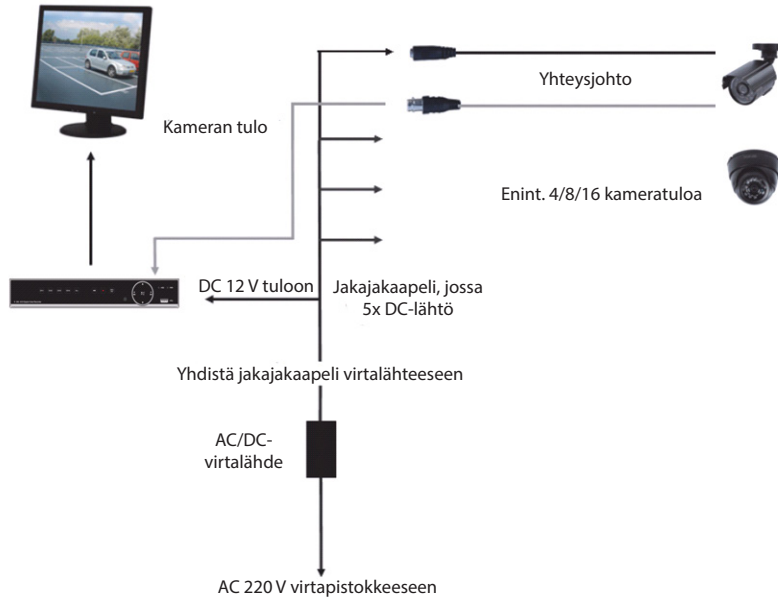 Yhteysjohto
Kameran tulo
Enint. 4/8/16 kameratuloa
DC 12 V tuloon
Jakajakaapeli, jossa
5x DC-lähtö
Yhdistä jakajakaapeli virtalähteeseen
AC/DC-
virtalähde
AC 220 V virtapistokkeeseen